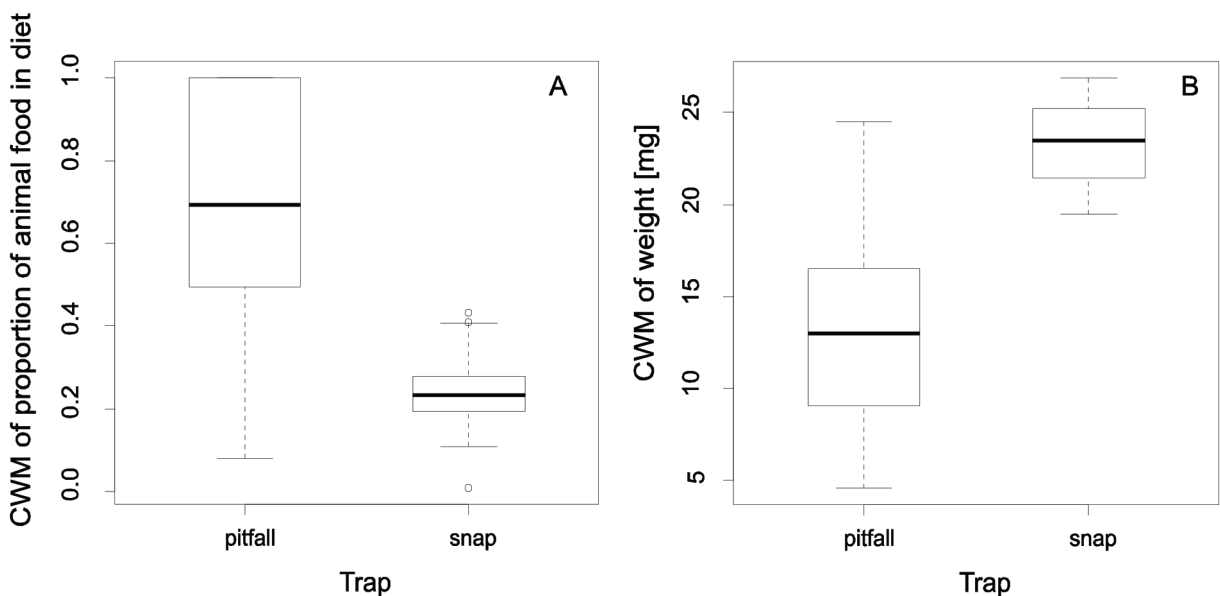 CWM of proportion of animal food in diet
1.0
0.8
0.6
0.4
0.2
0.0
A
pitfall
snap
Trap
CWM of weight [mg]
25
20
15
10
5
B
pitfall
snap
Trap